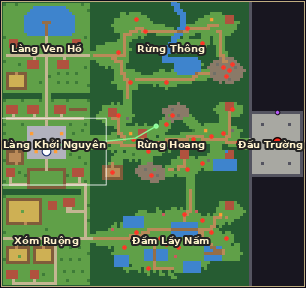 Làng Ven Hồ
Rừng Thông
Làng Khởi Nguyên
Rừng Hoang
Đấu Trường
Xóm Ruộng
Đầm Lầy Nấm